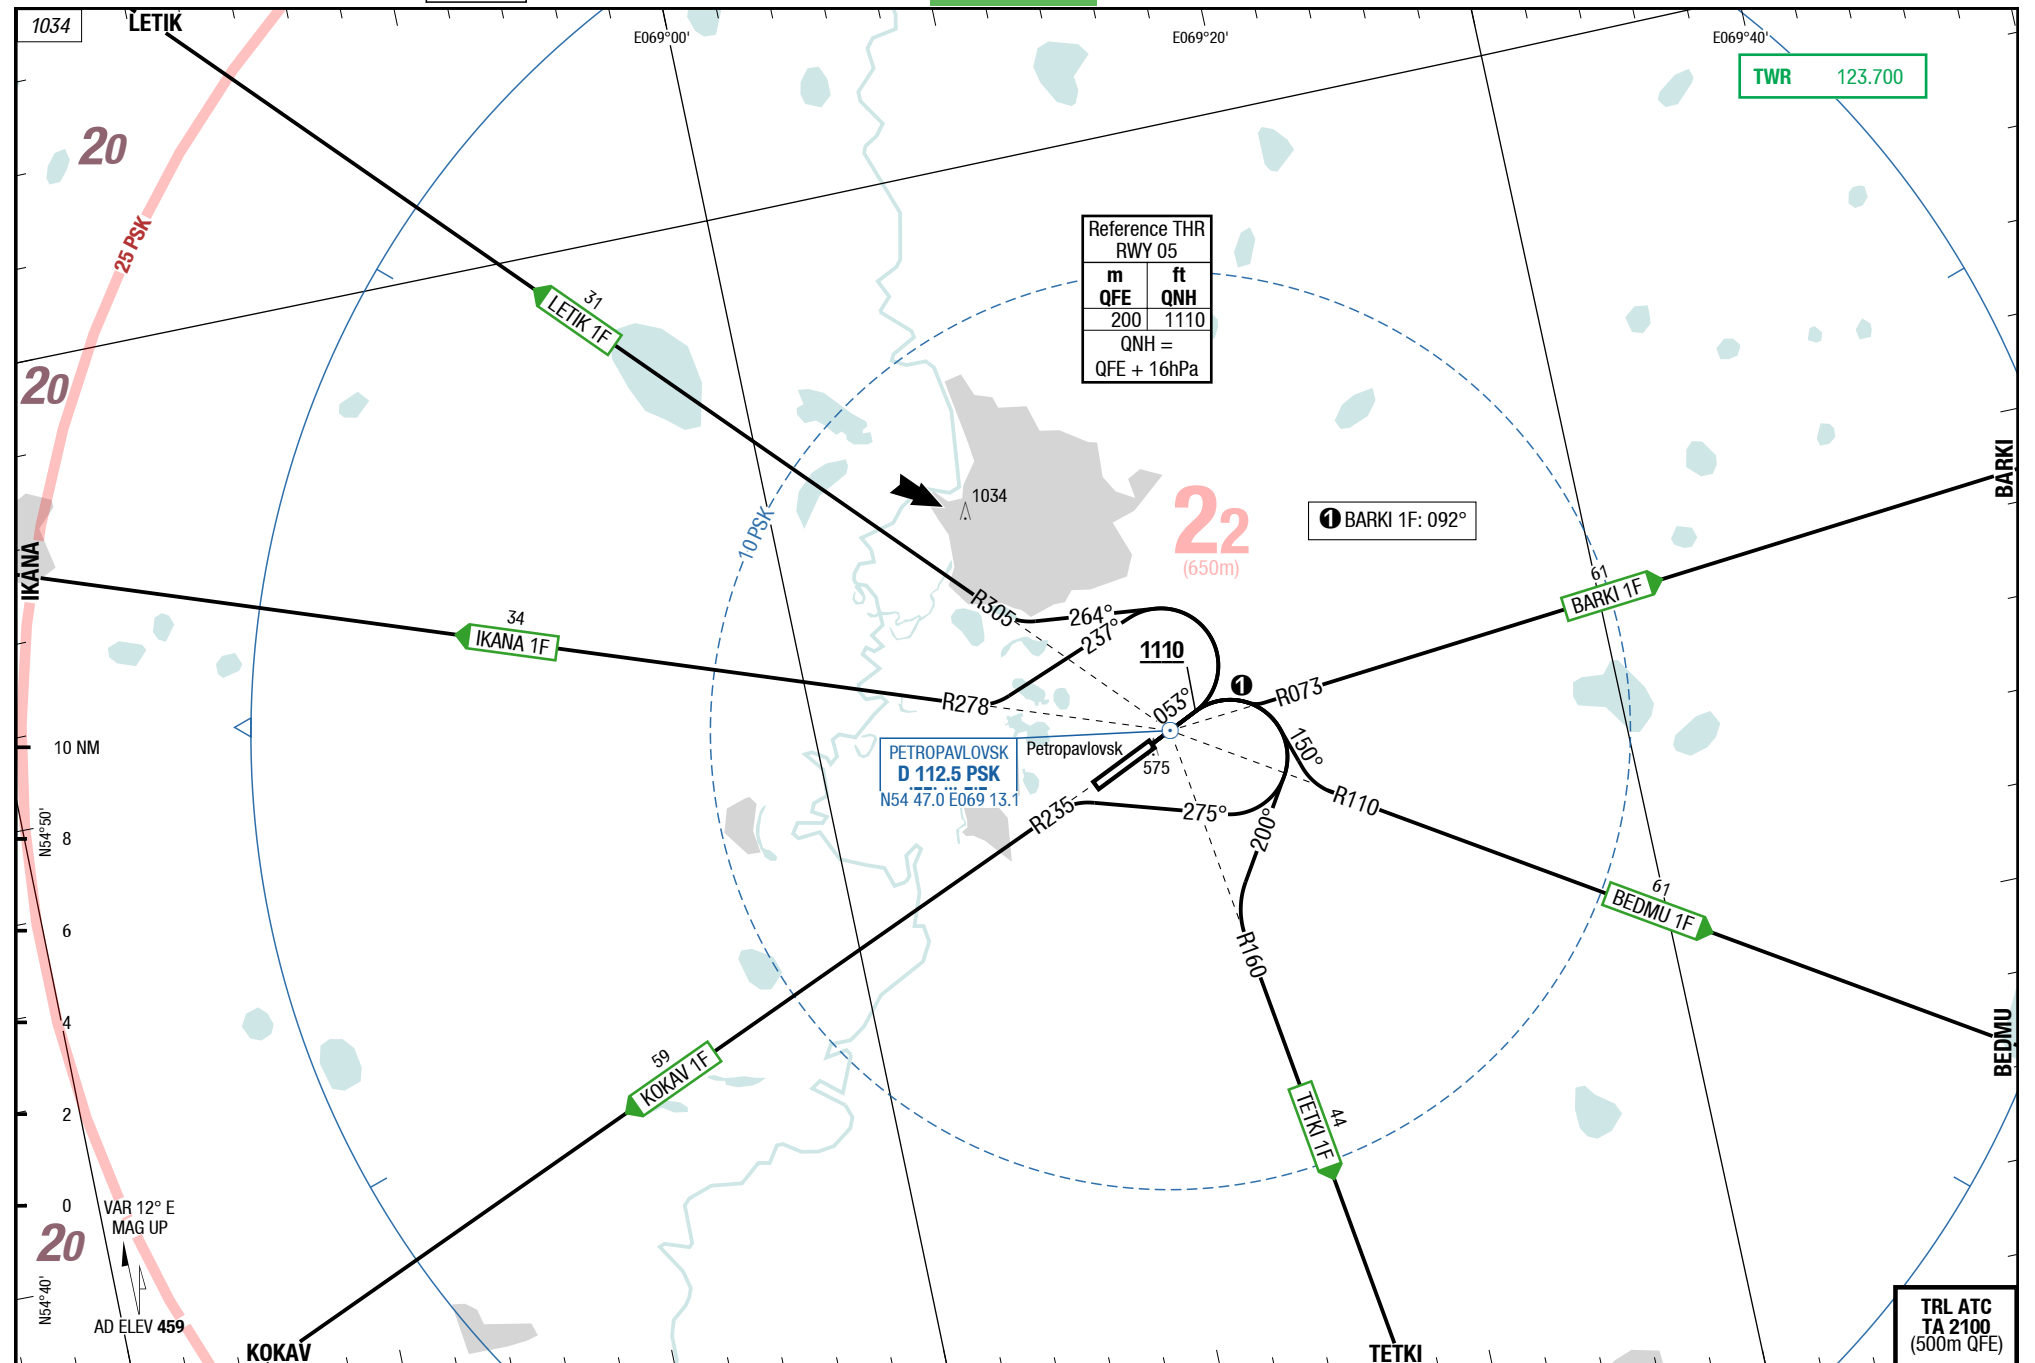 1034
LETIK
E069°00'
E069°20'
E069°40'
TWR 123.700
20
25 PSK
Reference THR
RWY 05
m ft
QFE QNH
200 1110
QNH =
QFE + 16hPa
31
LETIK 1F
20
BARKI
10 PSK
1034
22
(650m)
1 BARKI 1F: 092°
IKANA
61
BARKI 1F
R305
264°
237°
34
IKANA 1F
1110
R278
053°
1
R073
150°
10 NM
PETROPAVLOVSK
D 112.5 PSK
N54 47.0 E069 13.1
Petropavlovsk
575
R235
275°
200°
R110
N54°50'
8
61
BEDMU 1F
6
R160
4
BEDMU
59
KOKAV 1F
2
44
TETKI 1F
0
VAR 12° E
MAG UP
20
N54°40'
AD ELEV 459
KOKAV
TETKI
TRL ATC
TA 2100
(500m QFE)